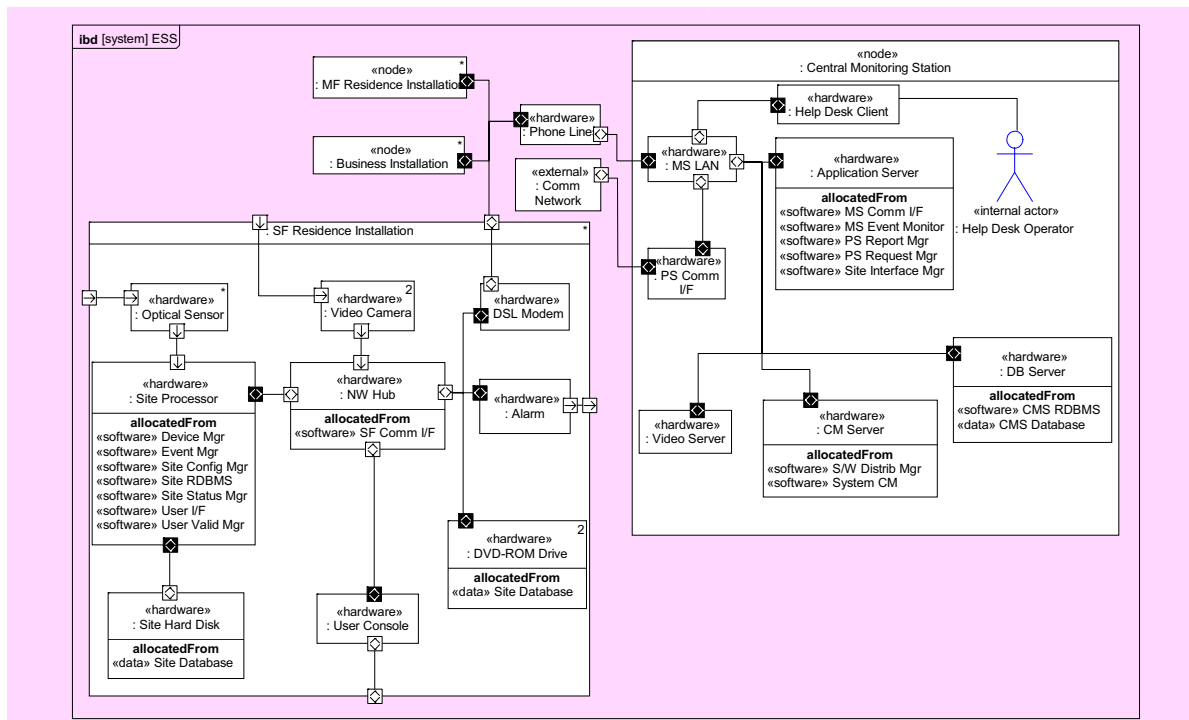 ibd [system] ESS
«node»
*
: MF Residence Installation
«node»
*
: Business Installation
«hardware»
: Phone Line
«external»
: Comm
Network
«node»
: Central Monitoring Station
«hardware»
: Help Desk Client
«hardware»
: MS LAN
«hardware»
: Application Server
allocatedFrom
«software» MS Comm I/F
«software» MS Event Monitor
«software» PS Report Mgr
«software» PS Request Mgr
«software» Site Interface Mgr
«internal actor»
: Help Desk Operator
«hardware»
: PS Comm
I/F
«hardware»
: DB Server
allocatedFrom
«software» CMS RDBMS
«data» CMS Database
«hardware»
: Video Server
«hardware»
: CM Server
allocatedFrom
«software» S/W Distrib Mgr
«software» System CM
: SF Residence Installation
*
*
«hardware»
: Optical Sensor
2
«hardware»
: Video Camera
«hardware»
DSL Modem
«hardware»
: Site Processor
allocatedFrom
«software» Device Mgr
«software» Event Mgr
«software» Site Config Mgr
«software» Site RDBMS
«software» Site Status Mgr
«software» User I/F
«software» User Valid Mgr
«hardware»
: NW Hub
allocatedFrom
«software» SF Comm I/F
«hardware»
: Alarm
2
«hardware»
: DVD-ROM Drive
allocatedFrom
«data» Site Database
«hardware»
: Site Hard Disk
allocatedFrom
«data» Site Database
«hardware»
: User Console